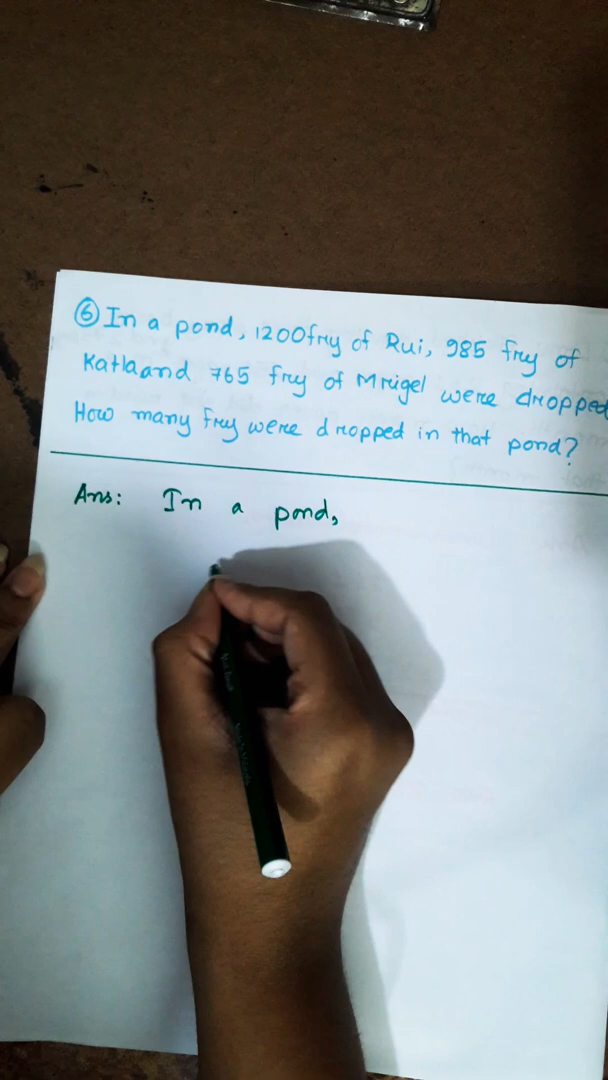 ⑥ In a pond, 1200 fry of Rui, 985 fry of
Katla and 765 fry of Mrigel were dropped
How many fry were dropped in that pond?
Ans: In a pond,